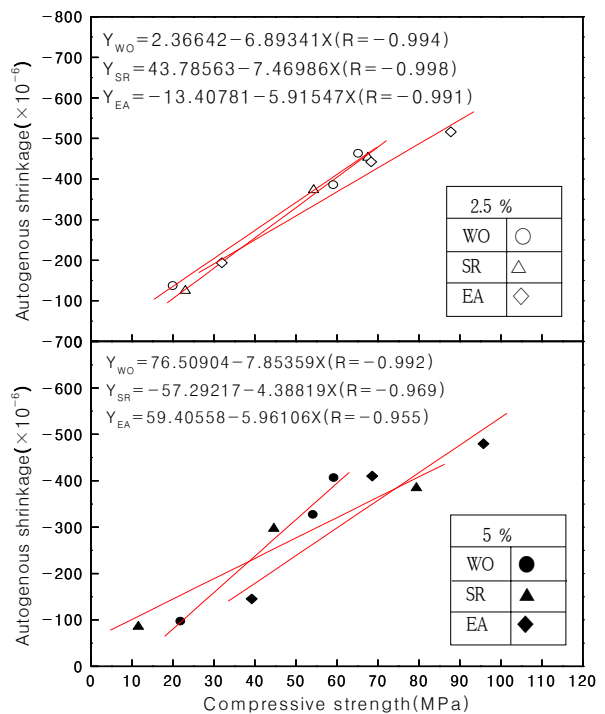 -800
Y_WO=2.36642-6.89341X(R=-0.994)
-700
Y_SR=43.78563-7.46986X(R=-0.998)
-600
Y_EA=-13.40781-5.91547X(R=-0.991)
-500
-400
-300
-200
-100
Autogenous shrinkage(×10^-6)
2.5 %
WO
SR
EA
-700
Y_WO=76.50904-7.85359X(R=-0.992)
-600
Y_SR=-57.29217-4.38819X(R=-0.969)
Y_EA=59.40558-5.96106X(R=-0.955)
-500
-400
-300
-200
-100
0
Autogenous shrinkage(×10^-6)
5 %
WO
SR
EA
0 10 20 30 40 50 60 70 80 90 100 110 120
Compressive strength(MPa)